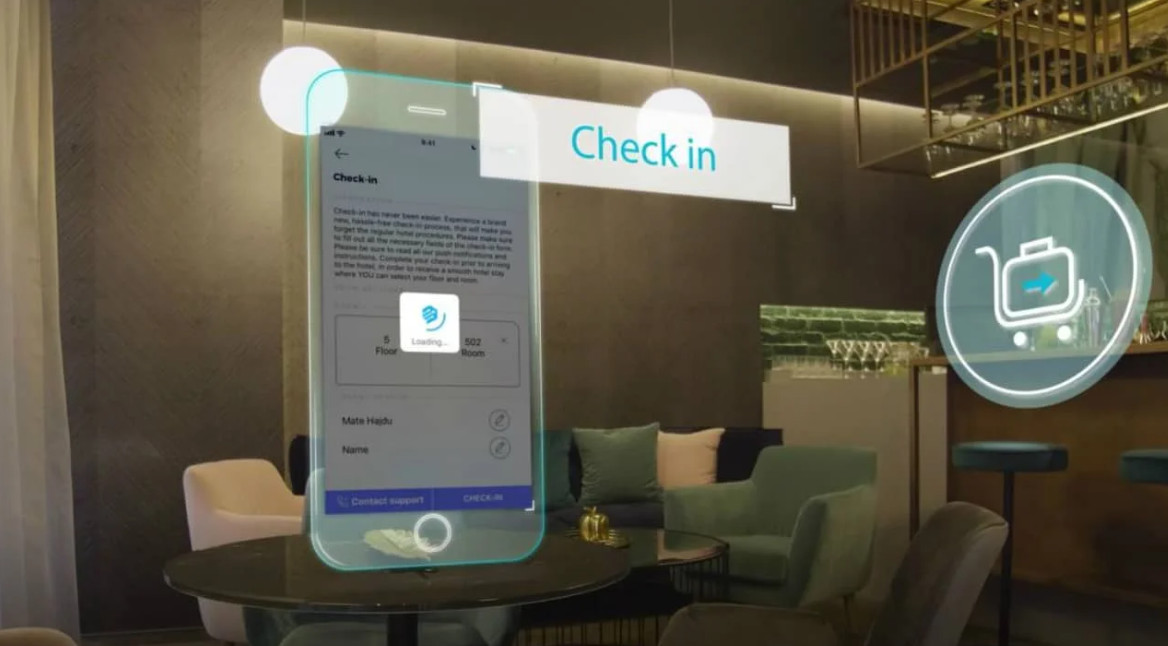 Check in
9:41
Check-in
Check-in has never been easier. Experience a brand
new, hassle-free check-in process, that will make you
forget the regular hotel procedures. Please make sure
to fill out all the necessary fields of the check-in form.
Please be sure to read all our push notifications and
instructions. Complete your check-in prior to arriving
to the hotel, in order to receive a smooth hotel stay
where YOU can select your floor and room.
Loading...
5 502
Floor Room
Mate Hajdu
Name
Contact support CHECK-IN